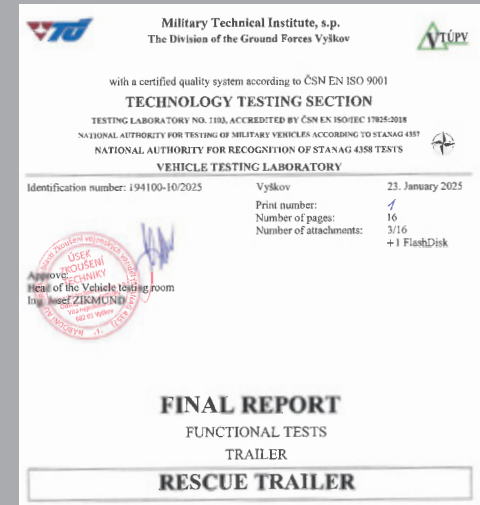 Military Technical Institute, s.p.
The Division of the Ground Forces Vyškov
VTÚPV
with a certified quality system according to ČSN EN ISO 9001
TECHNOLOGY TESTING SECTION
TESTING LABORATORY NO. 1103, ACCREDITED BY ČSN EN ISO/IEC 17025:2018
NATIONAL AUTHORITY FOR TESTING OF MILITARY VEHICLES ACCORDING TO STANAG 4357
NATIONAL AUTHORITY FOR RECOGNITION OF STANAG 4358 TESTS
VEHICLE TESTING LABORATORY
Identification number: 194100-10/2025 Vyškov 23. January 2025
Print number: 1
Number of pages: 16
Number of attachments: 3/16
+1 FlashDisk
ÚSEK
ZKOUŠENÍ
TECHNIKY
Approve:
Head of the Vehicle testing room
Ing. Josef ZIKMUND
682 01 Vyškov
FINAL REPORT
FUNCTIONAL TESTS
TRAILER
RESCUE TRAILER